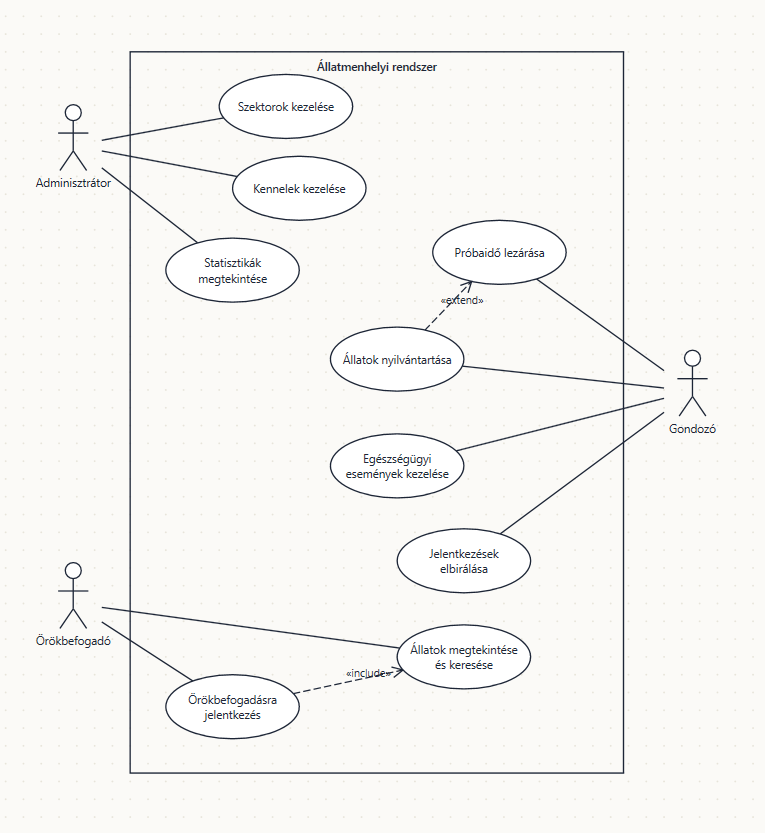 Állatmenhelyi rendszer
Szektorok kezelése
Adminisztrátor
Kennelek kezelése
Statisztikák
megtekintése
Próbaidő lezárása
«extend»
Állatok nyilvántartása
Gondozó
Egészségügyi
események kezelése
Jelentkezések
elbirálása
Örökbefogadó
Állatok megtekintése
és keresése
«include»
Örökbefogadásra
jelentkezés